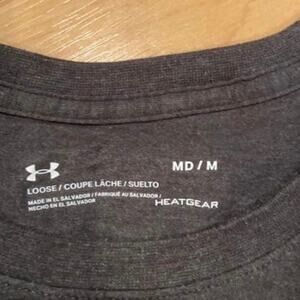 MD / M
LOOSE / COUPE LÂCHE / SUELTO
MADE IN EL SALVADOR / FABRIQUÉ AU SALVADOR /
HECHO EN EL SALVADOR
HEATGEAR